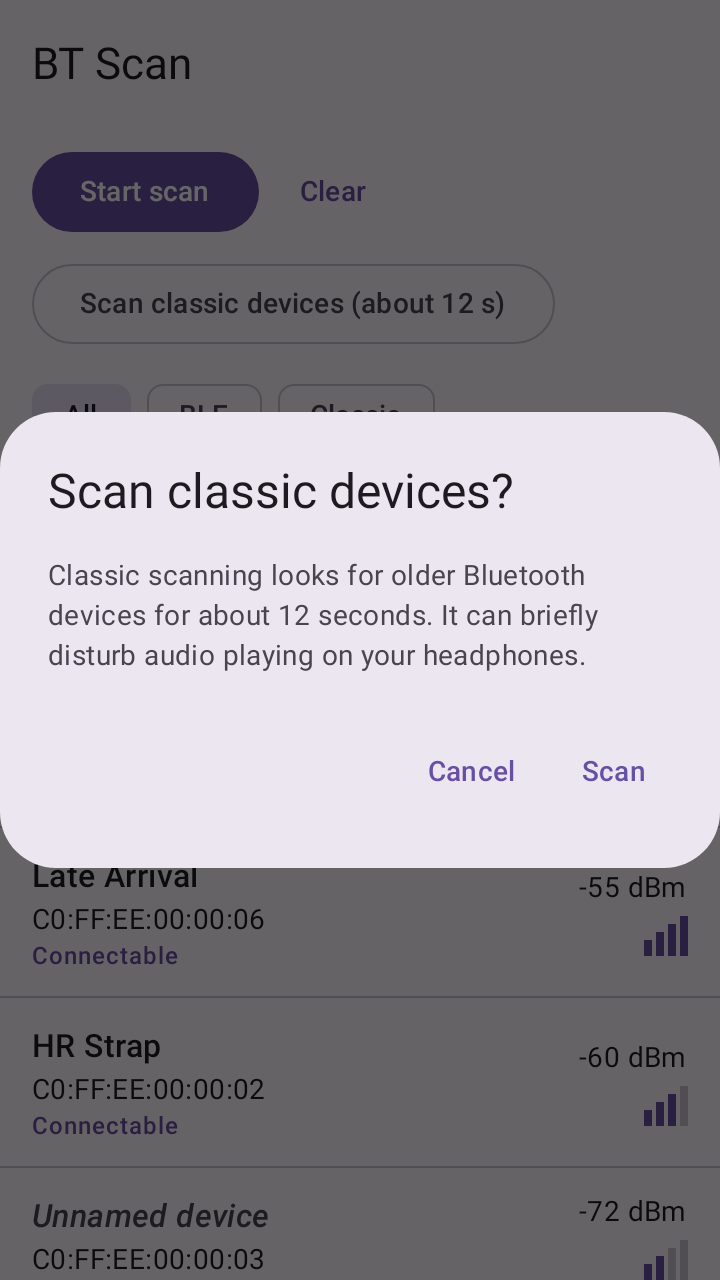 BT Scan
Start scan
Clear
Scan classic devices (about 12 s)
All
BLE
Classic
Scan classic devices?
Classic scanning looks for older Bluetooth
devices for about 12 seconds. It can briefly
disturb audio playing on your headphones.
Cancel
Scan
Late Arrival
-55 dBm
C0:FF:EE:00:00:06
Connectable
HR Strap
-60 dBm
C0:FF:EE:00:00:02
Connectable
Unnamed device
-72 dBm
C0:FF:EE:00:00:03